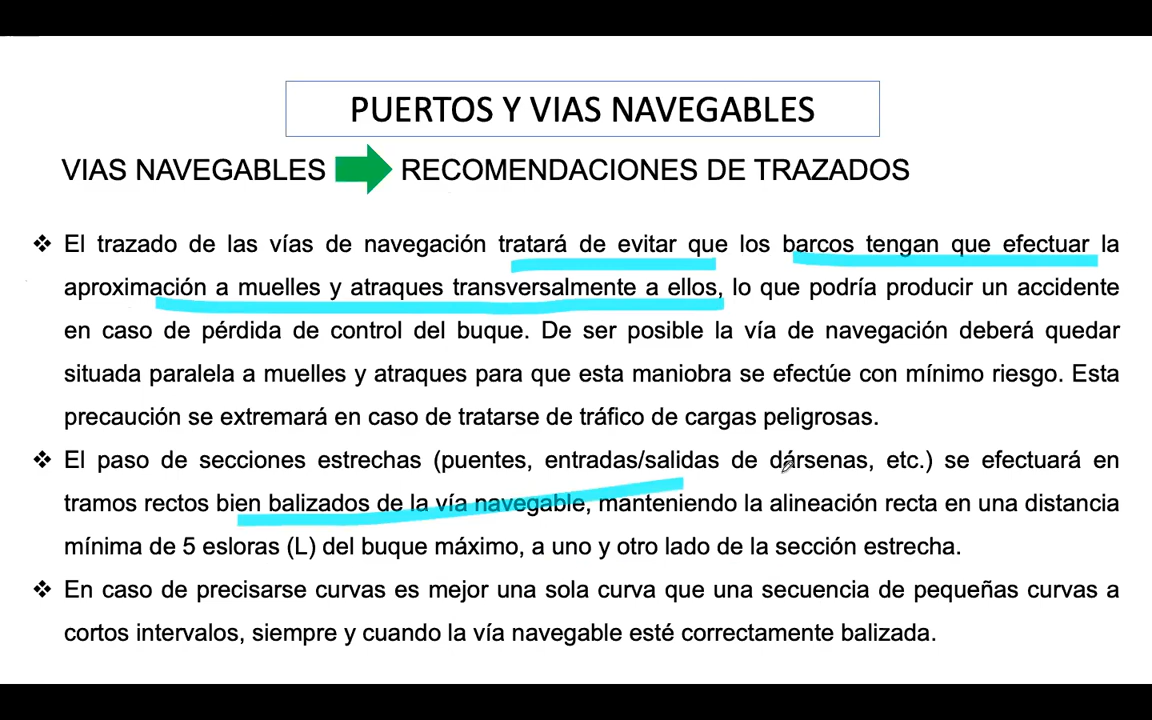 PUERTOS Y VIAS NAVEGABLES
VIAS NAVEGABLES RECOMENDACIONES DE TRAZADOS
❖ El trazado de las vías de navegación tratará de evitar que los barcos tengan que efectuar la
aproximación a muelles y atraques transversalmente a ellos, lo que podría producir un accidente
en caso de pérdida de control del buque. De ser posible la vía de navegación deberá quedar
situada paralela a muelles y atraques para que esta maniobra se efectúe con mínimo riesgo. Esta
precaución se extremará en caso de tratarse de tráfico de cargas peligrosas.
❖ El paso de secciones estrechas (puentes, entradas/salidas de dársenas, etc.) se efectuará en
tramos rectos bien balizados de la vía navegable, manteniendo la alineación recta en una distancia
mínima de 5 esloras (L) del buque máximo, a uno y otro lado de la sección estrecha.
❖ En caso de precisarse curvas es mejor una sola curva que una secuencia de pequeñas curvas a
cortos intervalos, siempre y cuando la vía navegable esté correctamente balizada.